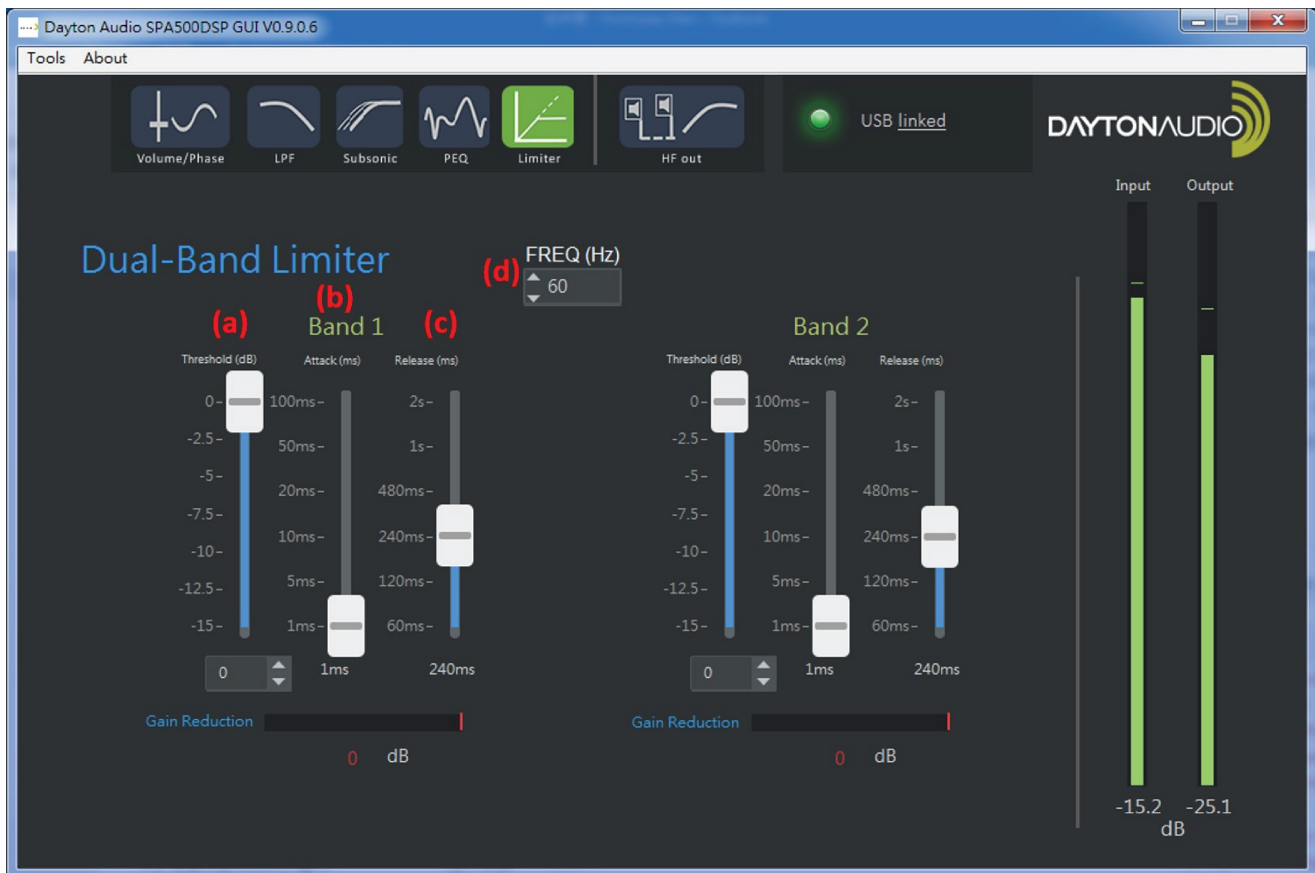 Dayton Audio SPA500DSP GUI V0.9.0.6
Tools About
Volume/Phase LPF Subsonic PEQ Limiter HF out
USB linked
DAYTONAUDIO
Input Output
Dual-Band Limiter
FREQ (Hz)
(d) 60
(a) (b) (c)
Band 1
Threshold (dB) Attack (ms) Release (ms)
0- 100ms- 2s-
-2.5- 50ms- 1s-
-5- 20ms- 480ms-
-7.5- 10ms- 240ms-
-10- 5ms- 120ms-
-12.5- 1ms- 60ms-
-15-
0 1ms 240ms
Gain Reduction
0 dB
Band 2
Threshold (dB) Attack (ms) Release (ms)
0- 100ms- 2s-
-2.5- 50ms- 1s-
-5- 20ms- 480ms-
-7.5- 10ms- 240ms-
-10- 5ms- 120ms-
-12.5- 1ms- 60ms-
-15-
0 1ms 240ms
Gain Reduction
0 dB
-15.2 -25.1
dB